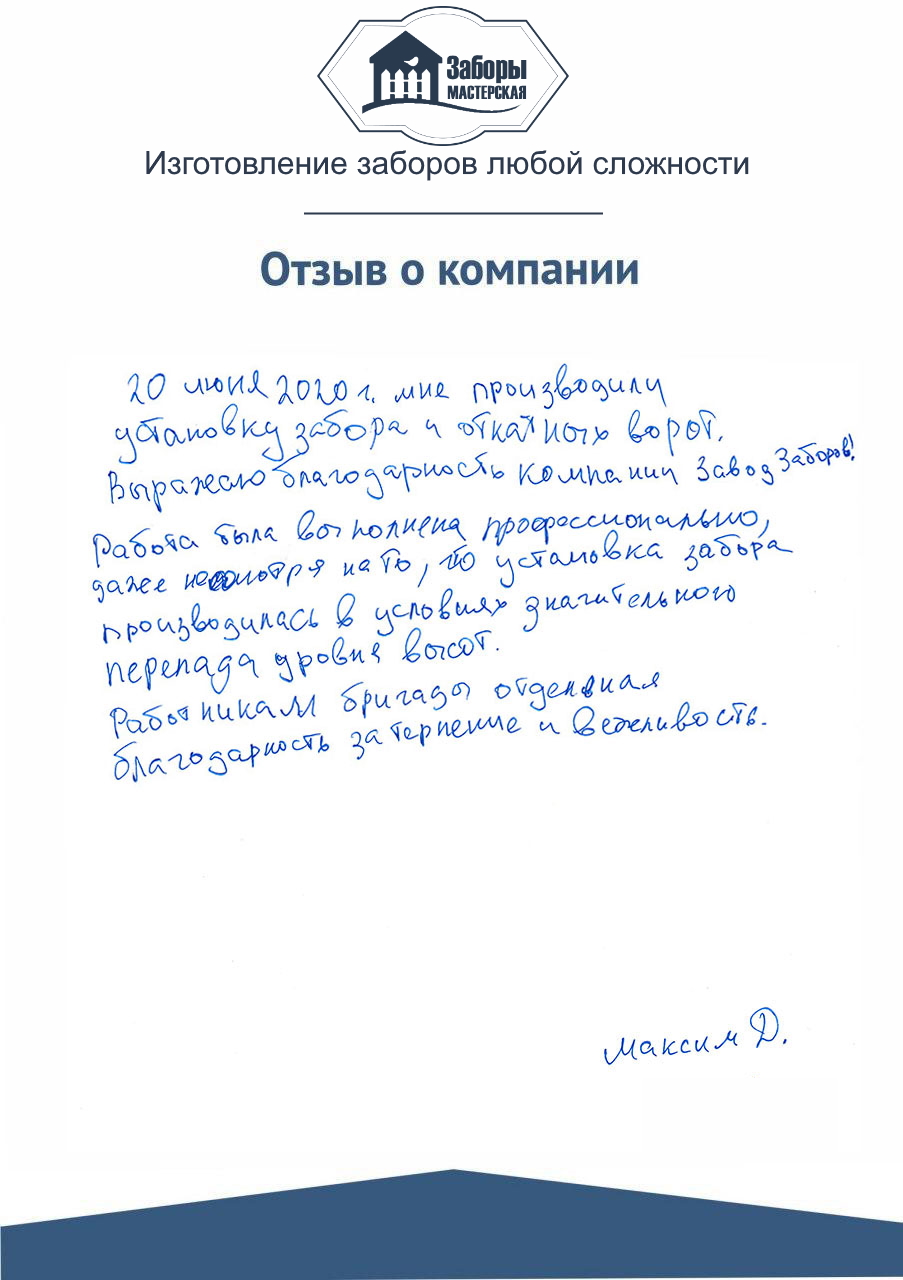 Заборы
МАСТЕРСКАЯ
Изготовление заборов любой сложности
Отзыв о компании
20 июня 2020 г. мне производили
установку забора и откатных ворот.
Выражаю благодарность компании Завод Заборов!
Работа была выполнена профессионально,
даже несмотря на то, что установка забора
производилась в условиях значительного
перепада уровня высот.
Работникам бригады отдельная
благодарность за терпение и вежливость.
Максим Д.